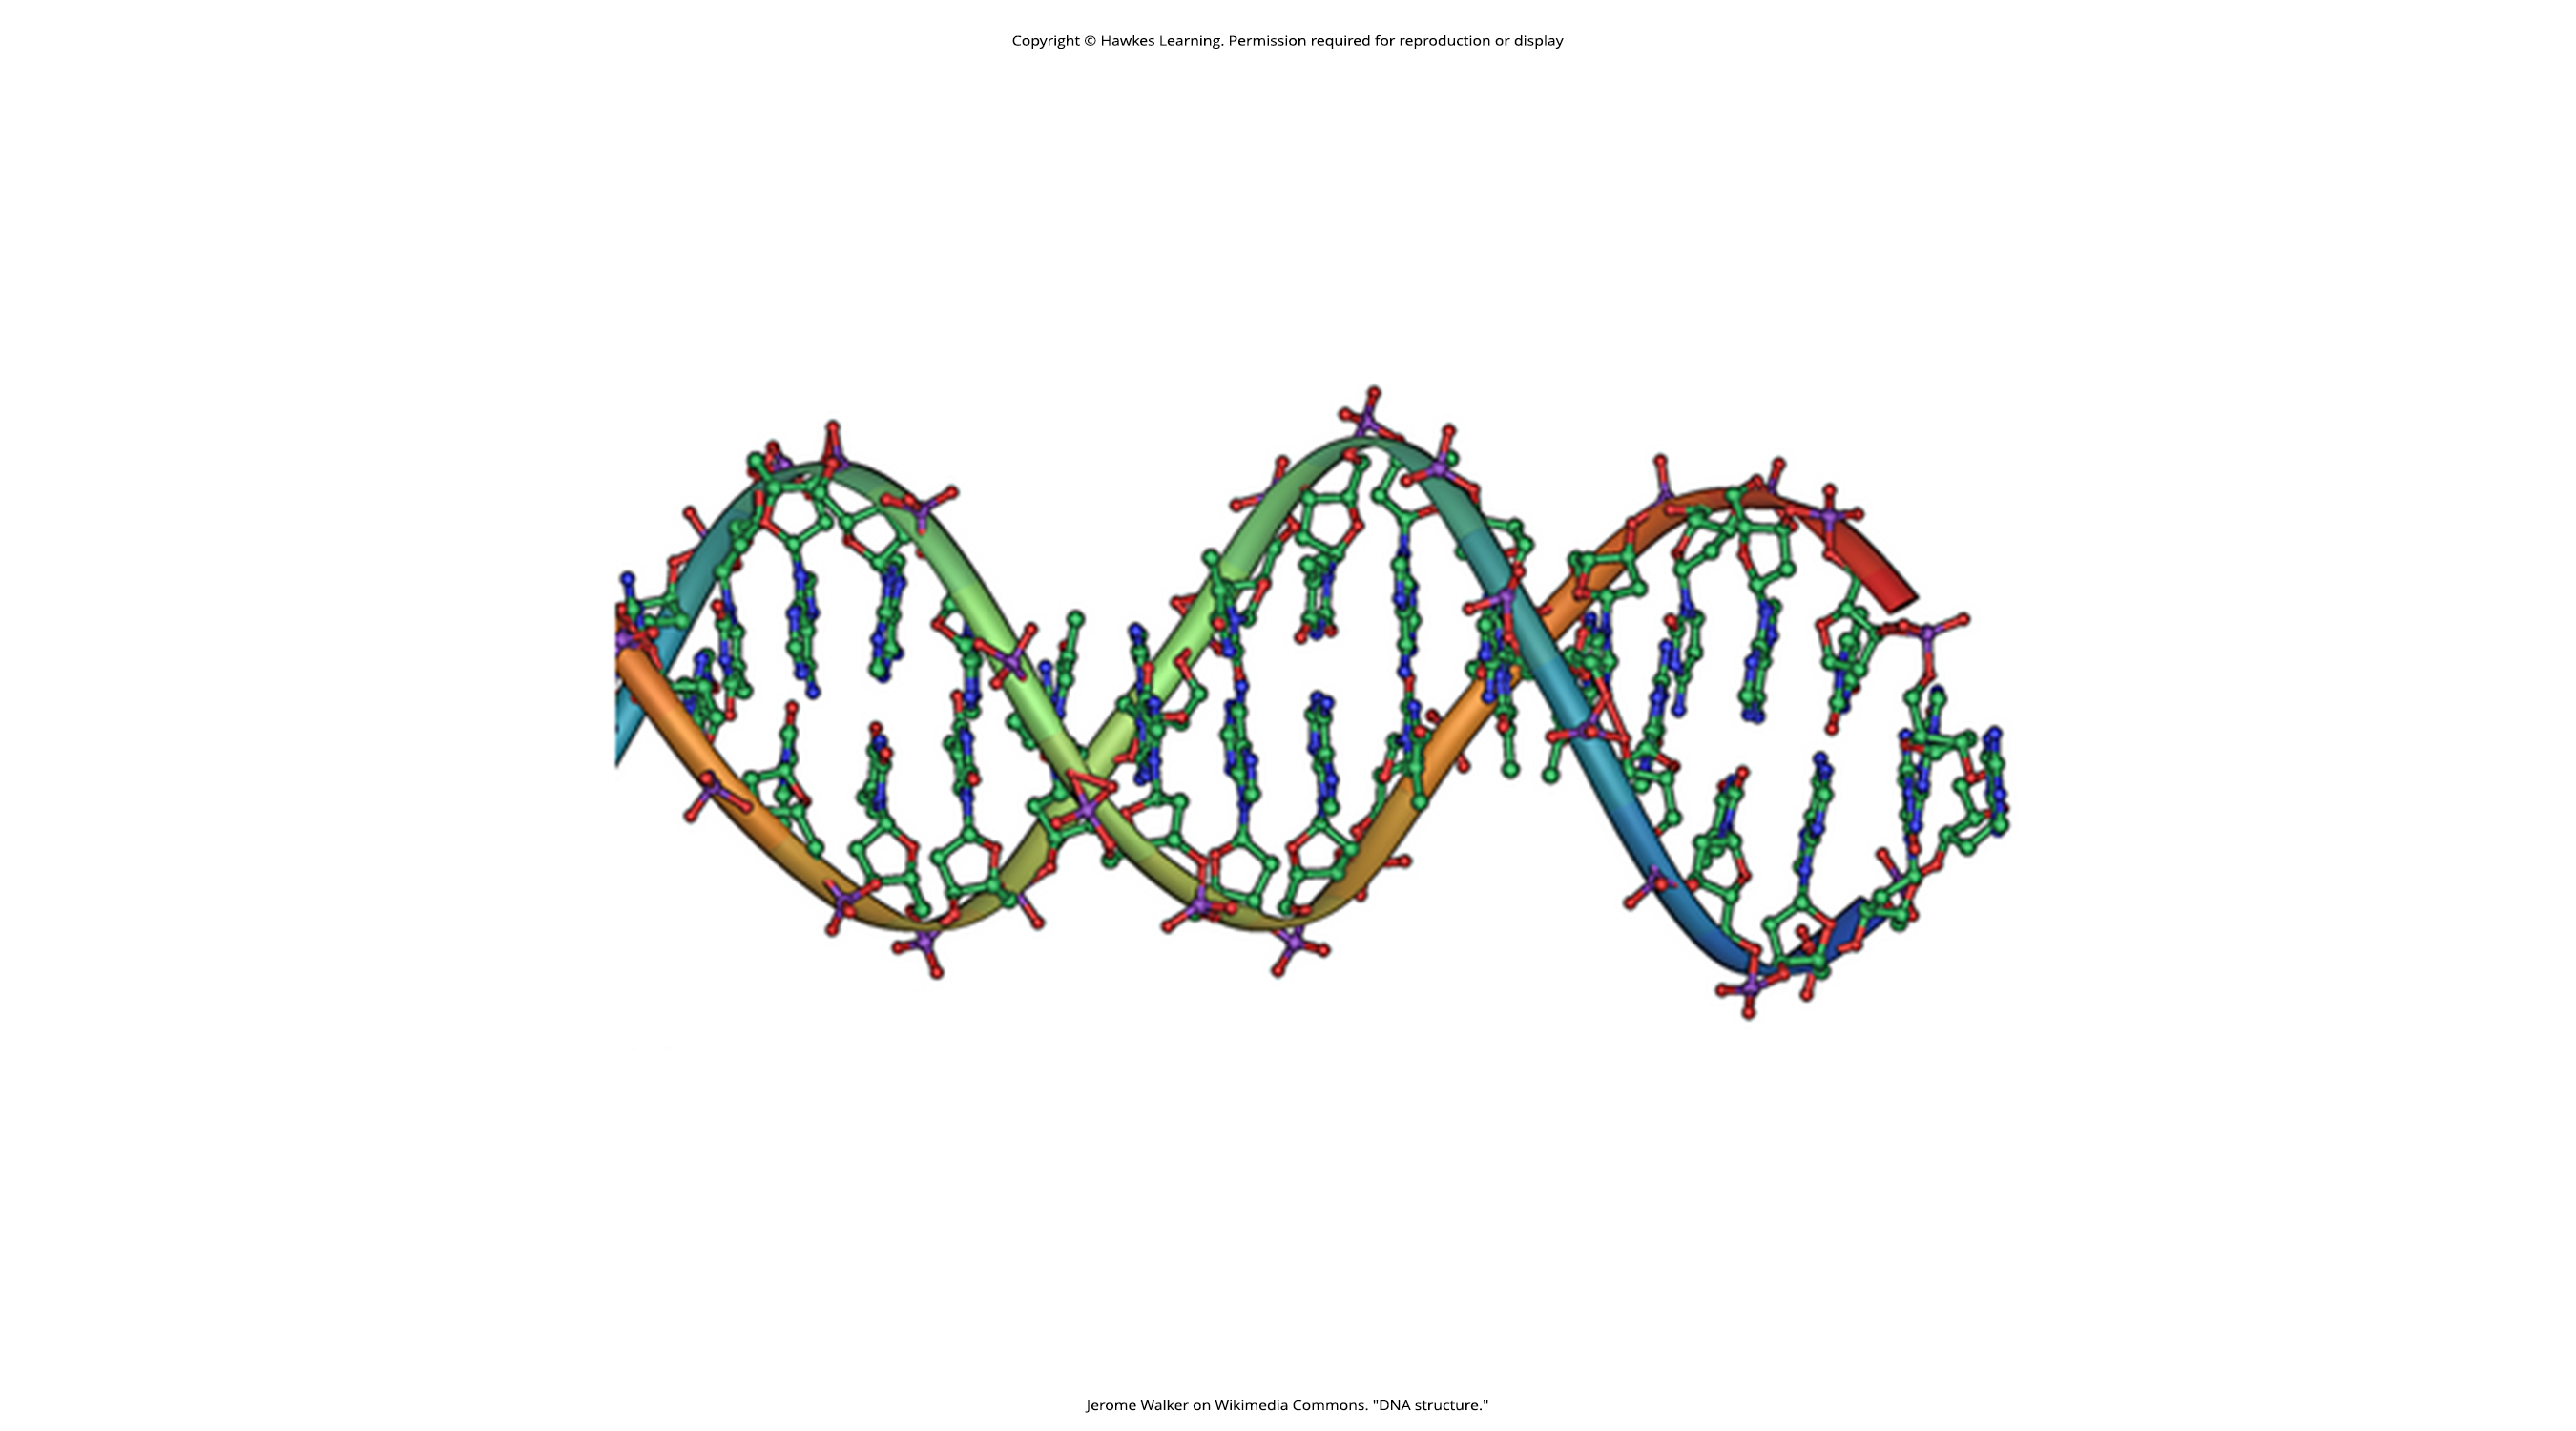 Copyright © Hawkes Learning. Permission required for reproduction or display
Jerome Walker on Wikimedia Commons. "DNA structure."